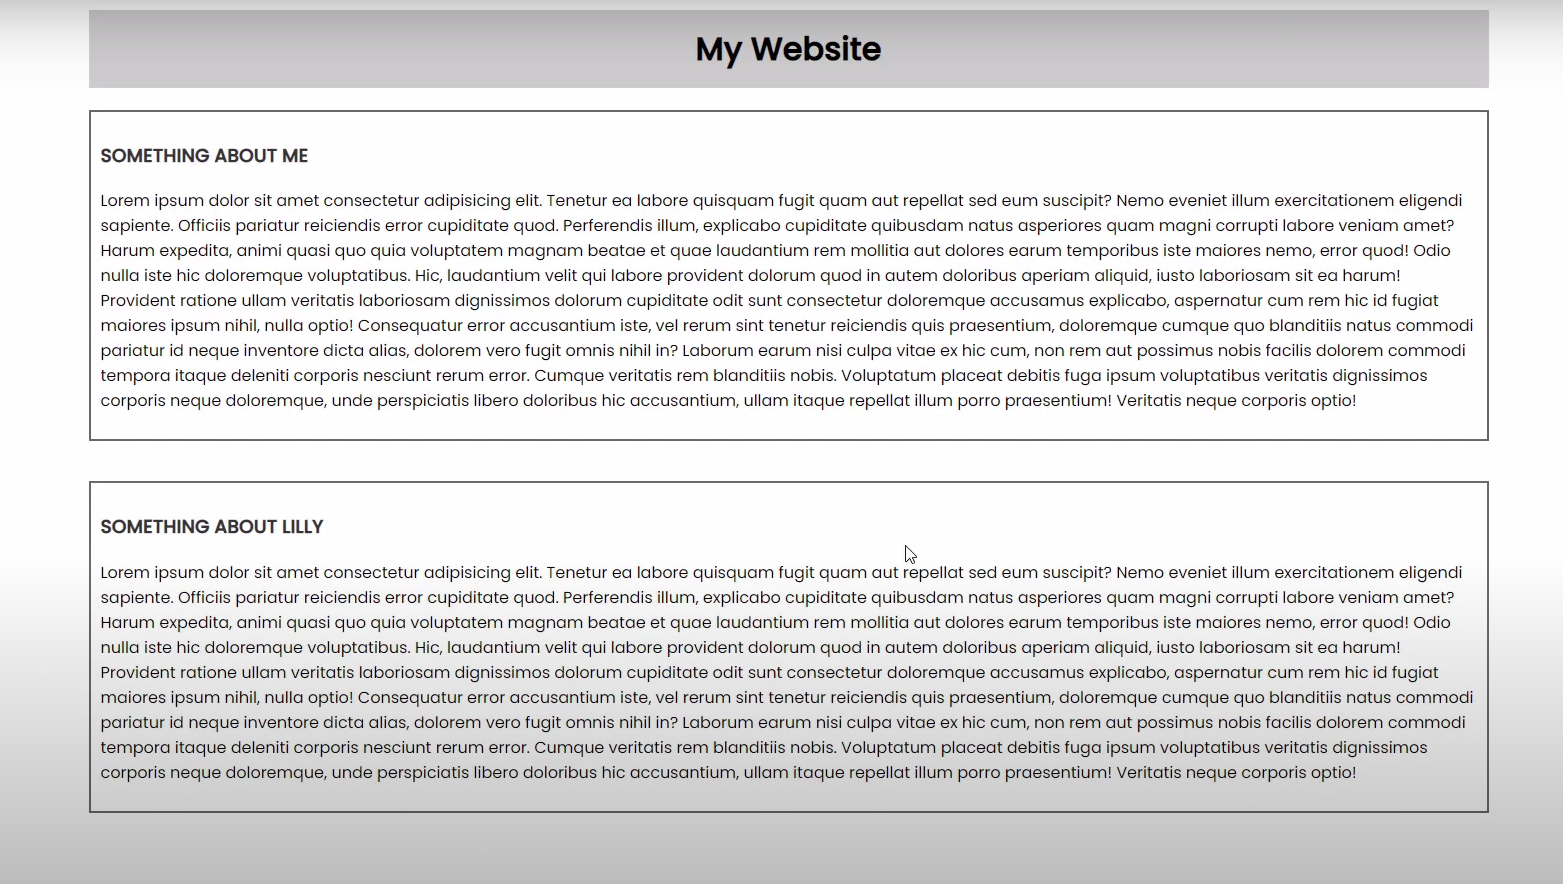 My Website
SOMETHING ABOUT ME
Lorem ipsum dolor sit amet consectetur adipisicing elit. Tenetur ea labore quisquam fugit quam aut repellat sed eum suscipit? Nemo eveniet illum exercitationem eligendi
sapiente. Officiis pariatur reiciendis error cupiditate quod. Perferendis illum, explicabo cupiditate quibusdam natus asperiores quam magni corrupti labore veniam amet?
Harum expedita, animi quasi quo quia voluptatem magnam beatae et quae laudantium rem mollitia aut dolores earum temporibus iste maiores nemo, error quod! Odio
nulla iste hic doloremque voluptatibus. Hic, laudantium velit qui labore provident dolorum quod in autem doloribus aperiam aliquid, iusto laboriosam sit ea harum!
Provident ratione ullam veritatis laboriosam dignissimos dolorum cupiditate odit sunt consectetur doloremque accusamus explicabo, aspernatur cum rem hic id fugiat
maiores ipsum nihil, nulla optio! Consequatur error accusantium iste, vel rerum sint tenetur reiciendis quis praesentium, doloremque cumque quo blanditiis natus commodi
pariatur id neque inventore dicta alias, dolorem vero fugit omnis nihil in? Laborum earum nisi culpa vitae ex hic cum, non rem aut possimus nobis facilis dolorem commodi
tempora itaque deleniti corporis nesciunt rerum error. Cumque veritatis rem blanditiis nobis. Voluptatum placeat debitis fuga ipsum voluptatibus veritatis dignissimos
corporis neque doloremque, unde perspiciatis libero doloribus hic accusantium, ullam itaque repellat illum porro praesentium! Veritatis neque corporis optio!
SOMETHING ABOUT LILLY
Lorem ipsum dolor sit amet consectetur adipisicing elit. Tenetur ea labore quisquam fugit quam aut repellat sed eum suscipit? Nemo eveniet illum exercitationem eligendi
sapiente. Officiis pariatur reiciendis error cupiditate quod. Perferendis illum, explicabo cupiditate quibusdam natus asperiores quam magni corrupti labore veniam amet?
Harum expedita, animi quasi quo quia voluptatem magnam beatae et quae laudantium rem mollitia aut dolores earum temporibus iste maiores nemo, error quod! Odio
nulla iste hic doloremque voluptatibus. Hic, laudantium velit qui labore provident dolorum quod in autem doloribus aperiam aliquid, iusto laboriosam sit ea harum!
Provident ratione ullam veritatis laboriosam dignissimos dolorum cupiditate odit sunt consectetur doloremque accusamus explicabo, aspernatur cum rem hic id fugiat
maiores ipsum nihil, nulla optio! Consequatur error accusantium iste, vel rerum sint tenetur reiciendis quis praesentium, doloremque cumque quo blanditiis natus commodi
pariatur id neque inventore dicta alias, dolorem vero fugit omnis nihil in? Laborum earum nisi culpa vitae ex hic cum, non rem aut possimus nobis facilis dolorem commodi
tempora itaque deleniti corporis nesciunt rerum error. Cumque veritatis rem blanditiis nobis. Voluptatum placeat debitis fuga ipsum voluptatibus veritatis dignissimos
corporis neque doloremque, unde perspiciatis libero doloribus hic accusantium, ullam itaque repellat illum porro praesentium! Veritatis neque corporis optio!